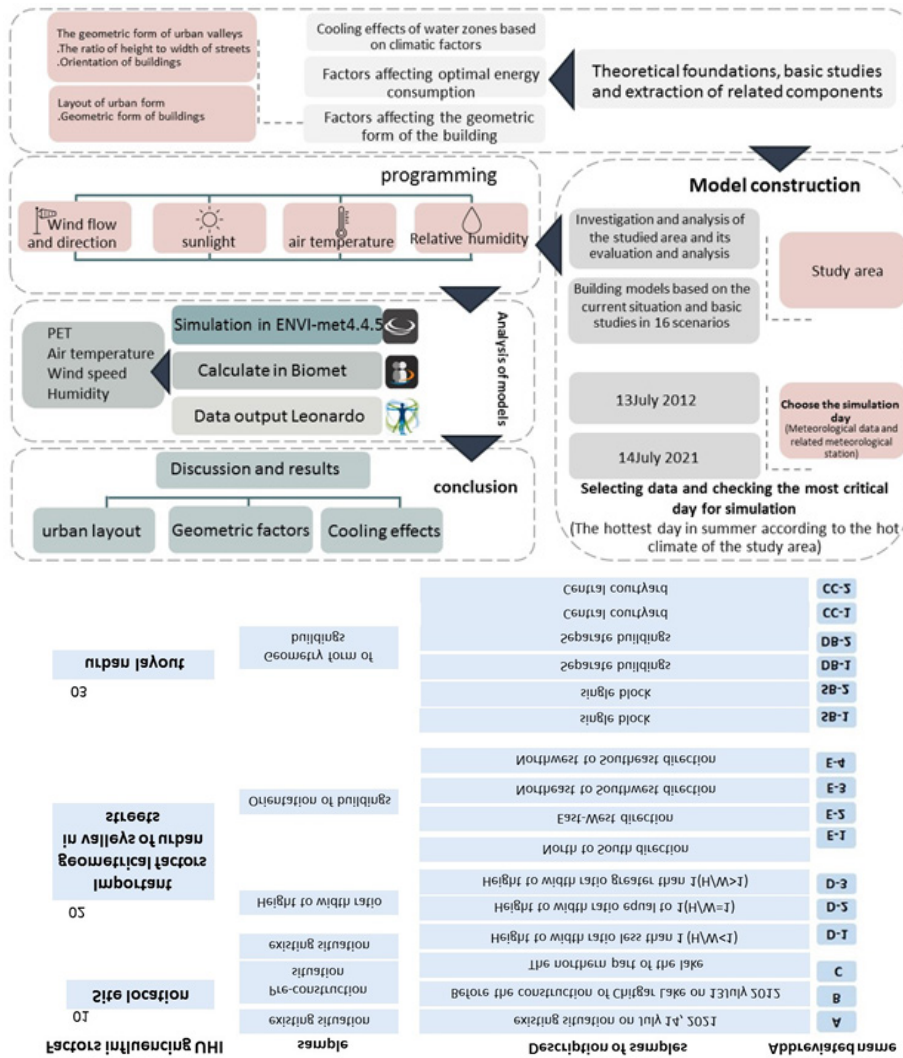 The geometric form of urban valleys
.The ratio of height to width of streets
.Orientation of buildings
Layout of urban form
.Geometric form of buildings
Cooling effects of water zones based
on climatic factors
Factors affecting optimal energy
consumption
Factors affecting the geometric
form of the building
Theoretical foundations, basic studies
and extraction of related components
programming
Wind flow
and direction
sunlight
air temperature
Relative humidity
Model construction
Investigation and analysis
of the studied area and its
evaluation and analysis
Building models based on the
current situation and basic
studies in 16 scenarios
Study area
13July 2012
14July 2021
Choose the simulation
day
(Meteorological data and
related meteorological
station)
Selecting data and checking the most critical
day for simulation
(The hottest day in summer according to the hot
climate of the study area)
PET
Air temperature
Wind speed
Humidity
Simulation in ENVI-met4.4.5
Calculate in Biomet
Data output Leonardo
Analysis of models
Discussion and results
conclusion
urban layout
Geometric factors
Cooling effects
Factors influencing UHI
sample
Description of samples
Abbreviated name
01
Site location
existing situation
existing situation on July 14, 2021
A
Pre-construction
situation
Before the construction of Chitgar Lake on 13July 2012
B
existing situation
The northern part of the lake
C
02
Important
geometrical factors
in valleys of urban
streets
Height to width ratio
Height to width ratio less than 1 (H/W<1)
D-1
Height to width ratio equal to 1(H/W=1)
D-2
Height to width ratio greater than 1(H/W>1)
D-3
Orientation of buildings
North to South direction
E-1
East-West direction
E-2
Northeast to Southwest direction
E-3
Northwest to Southeast direction
E-4
03
urban layout
Geometry form of
buildings
single block
SB-1
single block
SB-2
Separate buildings
DB-1
Separate buildings
DB-2
Central courtyard
CC-1
Central courtyard
CC-2